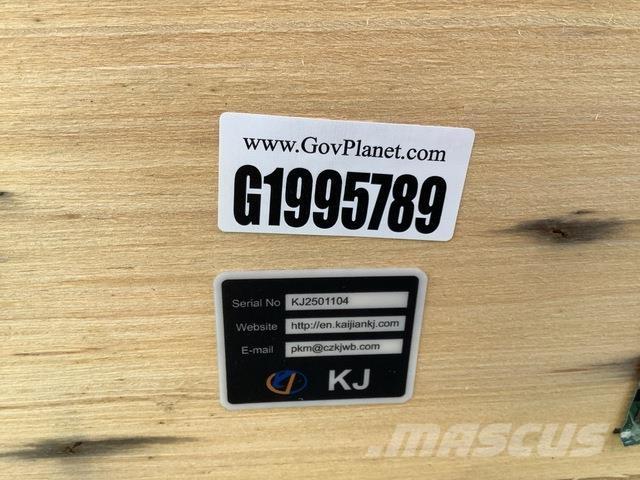 www.GovPlanet.com
G1995789
Serial No KJ2501104
Website http://en.kaijiankj.com
E-mail pkm@czkjwb.com
KJ
MASCUS